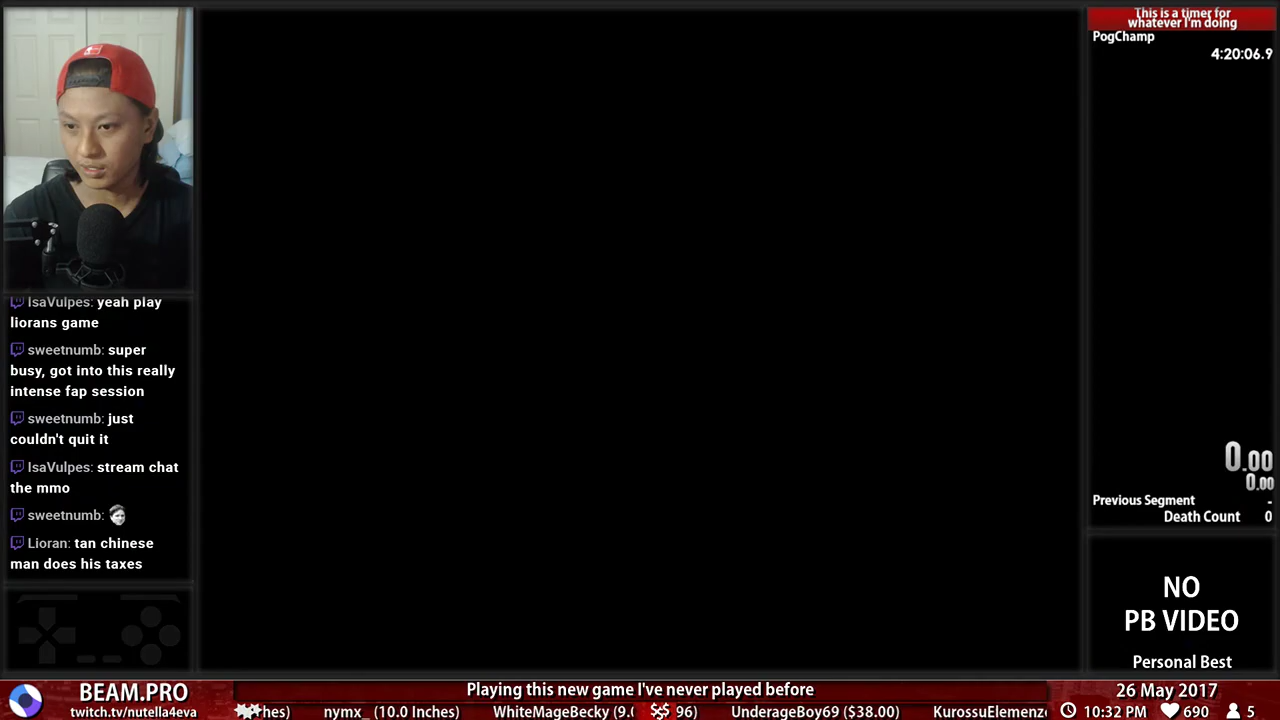 This is a timer for
whatever I'm doing
PogChamp
4:20:06.9
IsaVulpes: yeah play
liorans game
sweetnumb: super
busy, got into this really
intense fap session
sweetnumb: just
couldn't quit it
IsaVulpes: stream chat
the mmo
sweetnumb:
Lioran: tan chinese
man does his taxes
0.00
0.00
Previous Segment -
Death Count 0
NO
PB VIDEO
Personal Best
BEAM.PRO
twitch.tv/nutella4eva
Playing this new game I've never played before
hes) nymx_ (10.0 Inches) WhiteMageBecky (9.( $$ 96) UnderageBoy69 ($38.00) KurossuElemenz
26 May 2017
10:32 PM 690 5